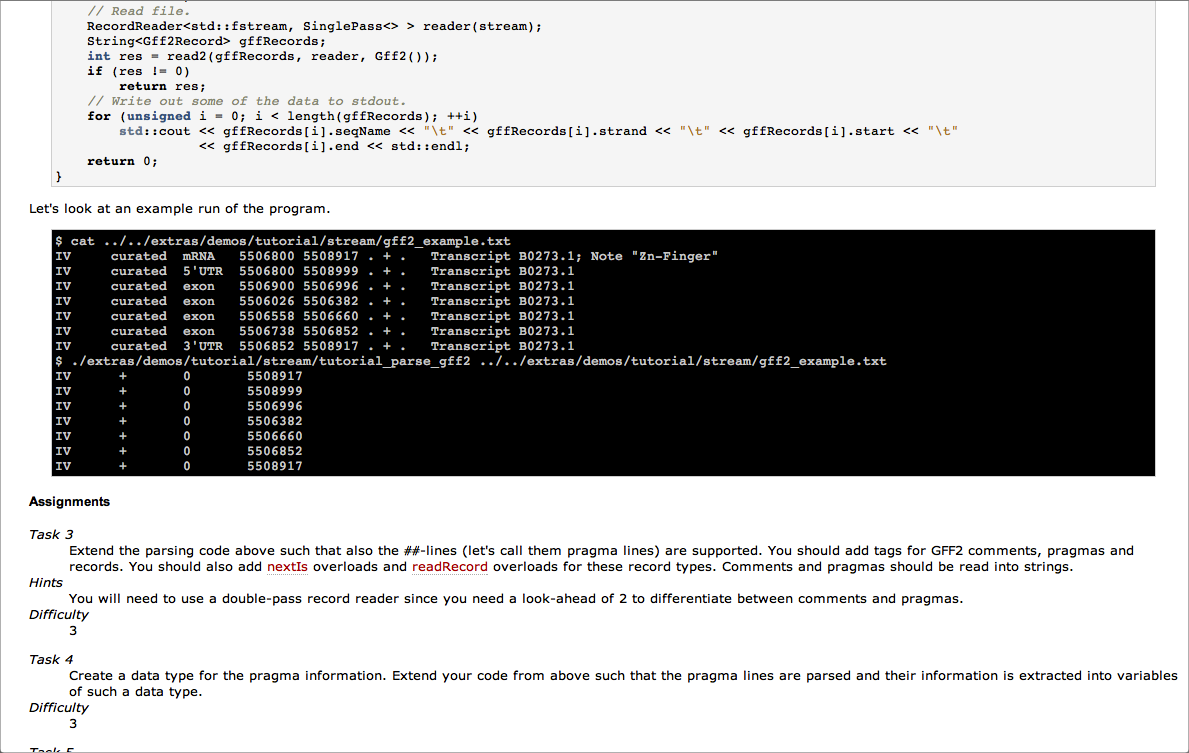 // Read file.
RecordReader<std::fstream, SinglePass<> > reader(stream);
String<Gff2Record> gffRecords;
int res = read2(gffRecords, reader, Gff2());
if (res != 0)
return res;
// Write out some of the data to stdout.
for (unsigned i = 0; i < length(gffRecords); ++i)
std::cout << gffRecords[i].seqName << "\t" << gffRecords[i].strand << "\t" << gffRecords[i].start << "\t"
<< gffRecords[i].end << std::endl;
return 0;
}
Let's look at an example run of the program.
$ cat ../../extras/demos/tutorial/stream/gff2_example.txt
IV curated mRNA 5506800 5508917 . + . Transcript B0273.1; Note "Zn-Finger"
IV curated 5'UTR 5506800 5508999 . + . Transcript B0273.1
IV curated exon 5506900 5506996 . + . Transcript B0273.1
IV curated exon 5506026 5506382 . + . Transcript B0273.1
IV curated exon 5506558 5506660 . + . Transcript B0273.1
IV curated exon 5506738 5506852 . + . Transcript B0273.1
IV curated 3'UTR 5506852 5508917 . + . Transcript B0273.1
$ ./extras/demos/tutorial/stream/tutorial_parse_gff2 ../../extras/demos/tutorial/stream/gff2_example.txt
IV + 0 5508917
IV + 0 5508999
IV + 0 5506996
IV + 0 5506382
IV + 0 5506660
IV + 0 5506852
IV + 0 5508917
Assignments
Task 3
Extend the parsing code above such that also the ##-lines (let's call them pragma lines) are supported. You should add tags for GFF2 comments, pragmas and
records. You should also add nextIs overloads and readRecord overloads for these record types. Comments and pragmas should be read into strings.
Hints
You will need to use a double-pass record reader since you need a look-ahead of 2 to differentiate between comments and pragmas.
Difficulty
3
Task 4
Create a data type for the pragma information. Extend your code from above such that the pragma lines are parsed and their information is extracted into variables
of such a data type.
Difficulty
3
Task 5